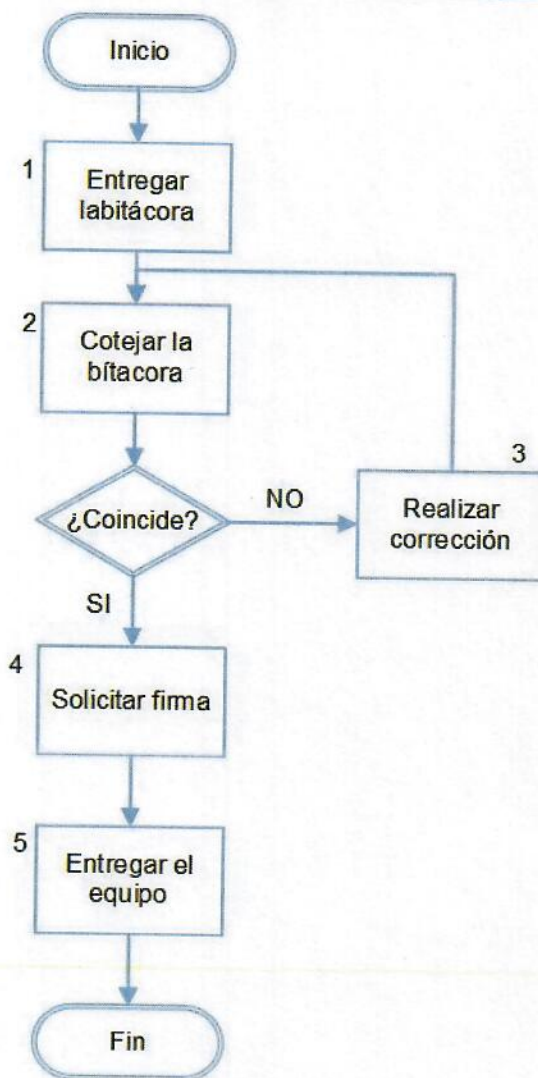 Inicio
1
Entregar
labitácora
2
Cotejar la
bítacora
¿Coincide?
NO
3
Realizar
corrección
SI
4
Solicitar firma
5
Entregar el
equipo
Fin